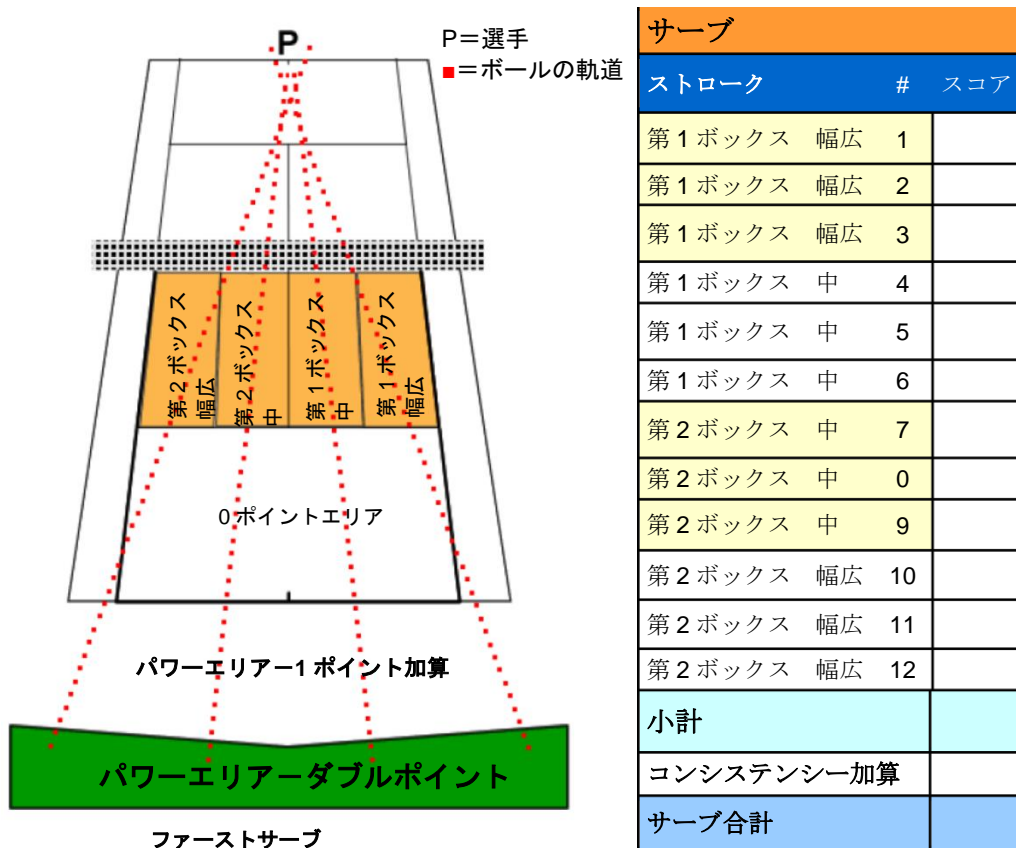 P
P＝選手
■＝ボールの軌道
第２ボックス
幅広
第２ボックス
中
第１ボックス
中
第１ボックス
幅広
０ポイントエリア
パワーエリアー1 ポイント加算
パワーエリアーダブルポイント
ファーストサーブ
サーブ
ストローク # スコア
第 1 ボックス 幅広 1
第 1 ボックス 幅広 2
第 1 ボックス 幅広 3
第 1 ボックス 中 4
第 1 ボックス 中 5
第 1 ボックス 中 6
第 2 ボックス 中 7
第 2 ボックス 中 0
第 2 ボックス 中 9
第 2 ボックス 幅広 10
第 2 ボックス 幅広 11
第 2 ボックス 幅広 12
小計
コンシステンシー加算
サーブ合計